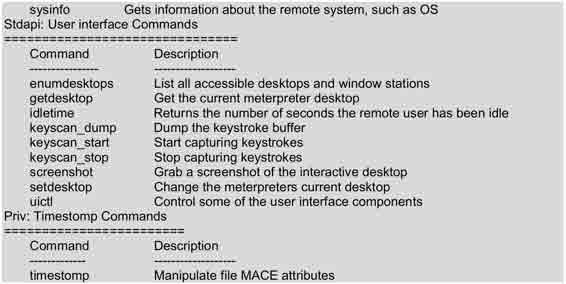 sysinfo Gets information about the remote system, such as OS
Stdapi: User interface Commands
===============================
Command Description
---------------- -------------------
enumdesktops List all accessible desktops and window stations
getdesktop Get the current meterpreter desktop
idletime Returns the number of seconds the remote user has been idle
keyscan_dump Dump the keystroke buffer
keyscan_start Start capturing keystrokes
keyscan_stop Stop capturing keystrokes
screenshot Grab a screenshot of the interactive desktop
setdesktop Change the meterpreters current desktop
uictl Control some of the user interface components
Priv: Timestomp Commands
========================
Command Description
------------- -------------------
timestomp Manipulate file MACE attributes